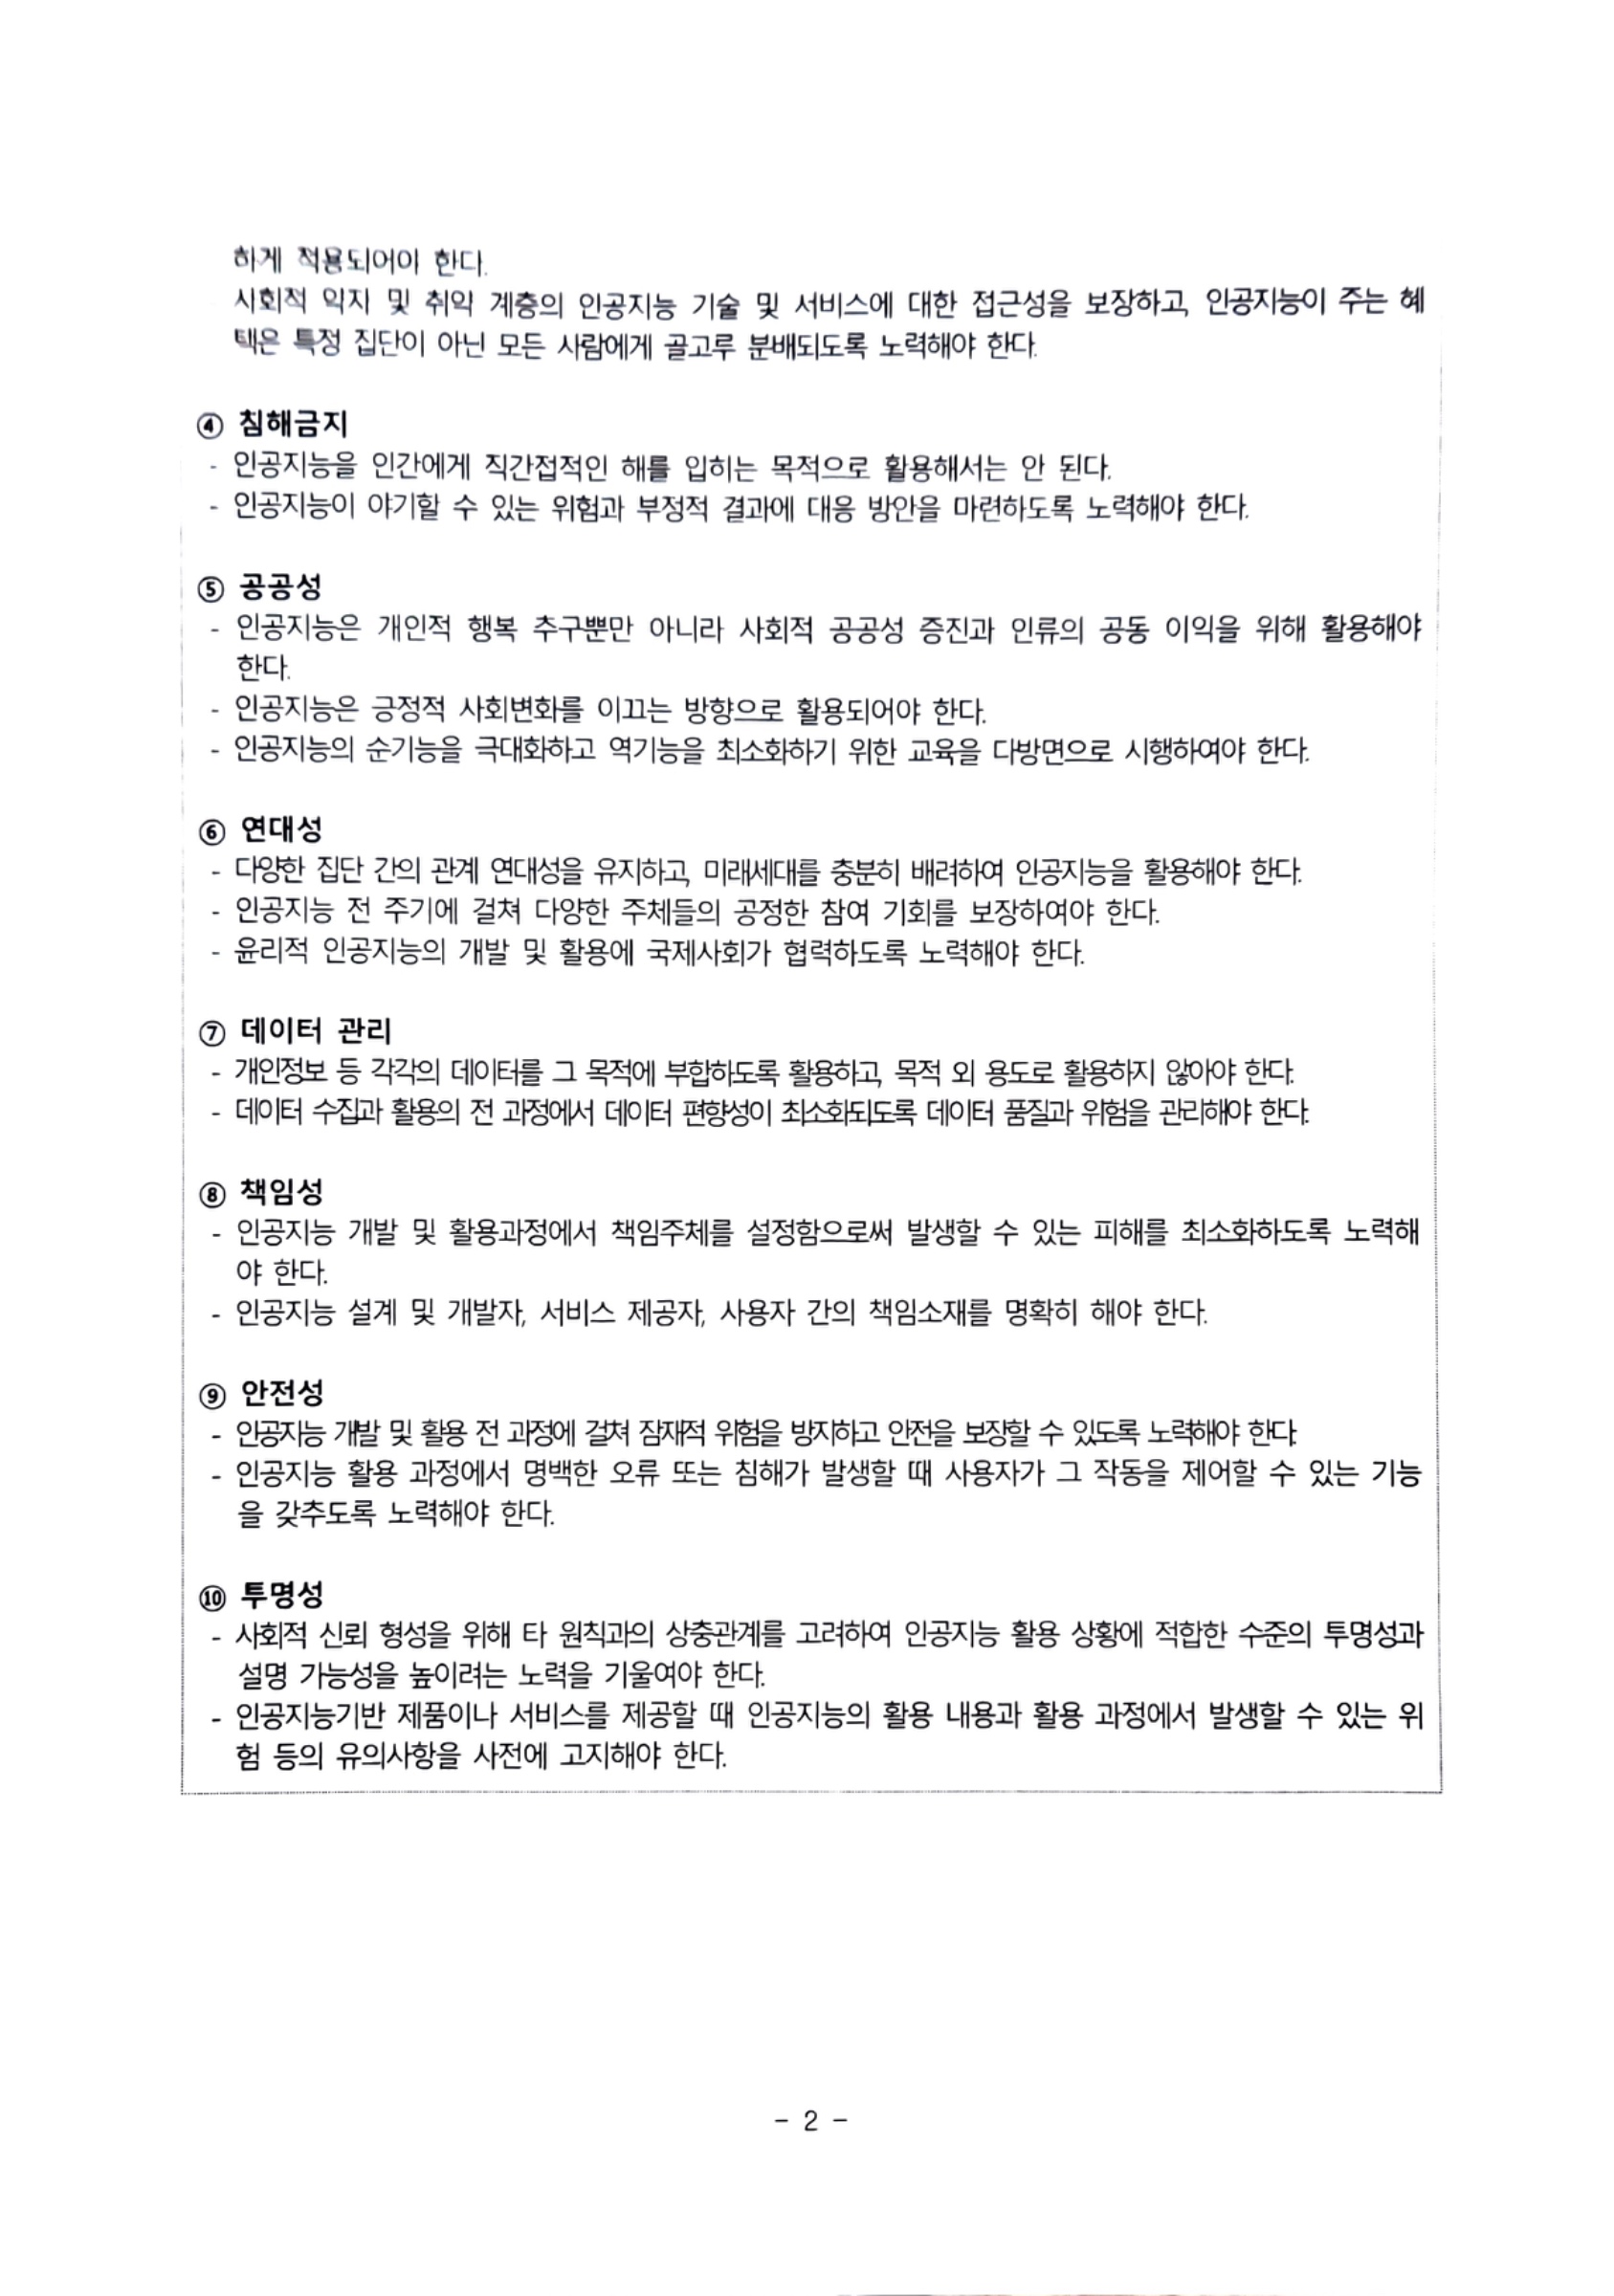 하게 적용되어야 한다.
사회적 약자 및 취약 계층의 인공지능 기술 및 서비스에 대한 접근성을 보장하고, 인공지능이 주는 혜
택은 특정 집단이 아닌 모든 사람에게 골고루 분배되도록 노력해야 한다.
④ 침해금지
- 인공지능을 인간에게 직간접적인 해를 입히는 목적으로 활용해서는 안 된다.
- 인공지능이 야기할 수 있는 위험과 부정적 결과에 대응 방안을 마련하도록 노력해야 한다.
⑤ 공공성
- 인공지능은 개인적 행복 추구뿐만 아니라 사회적 공공성 증진과 인류의 공동 이익을 위해 활용해야
한다.
- 인공지능은 긍정적 사회변화를 이끄는 방향으로 활용되어야 한다.
- 인공지능의 순기능을 극대화하고 역기능을 최소화하기 위한 교육을 다방면으로 시행하여야 한다.
⑥ 연대성
- 다양한 집단 간의 관계 연대성을 유지하고, 미래세대를 충분히 배려하여 인공지능을 활용해야 한다.
- 인공지능 전 주기에 걸쳐 다양한 주체들의 공정한 참여 기회를 보장하여야 한다.
- 윤리적 인공지능의 개발 및 활용에 국제사회가 협력하도록 노력해야 한다.
⑦ 데이터 관리
- 개인정보 등 각각의 데이터를 그 목적에 부합하도록 활용하고, 목적 외 용도로 활용하지 않아야 한다.
- 데이터 수집과 활용의 전 과정에서 데이터 편향성이 최소화되도록 데이터 품질과 위험을 관리해야 한다.
⑧ 책임성
- 인공지능 개발 및 활용과정에서 책임주체를 설정함으로써 발생할 수 있는 피해를 최소화하도록 노력해
야 한다.
- 인공지능 설계 및 개발자, 서비스 제공자, 사용자 간의 책임소재를 명확히 해야 한다.
⑨ 안전성
- 인공지능 개발 및 활용 전 과정에 걸쳐 잠재적 위험을 방지하고 안전을 보장할 수 있도록 노력해야 한다.
- 인공지능 활용 과정에서 명백한 오류 또는 침해가 발생할 때 사용자가 그 작동을 제어할 수 있는 기능
을 갖추도록 노력해야 한다.
⑩ 투명성
- 사회적 신뢰 형성을 위해 타 원칙과의 상충관계를 고려하여 인공지능 활용 상황에 적합한 수준의 투명성과
설명 가능성을 높이려는 노력을 기울여야 한다.
- 인공지능기반 제품이나 서비스를 제공할 때 인공지능의 활용 내용과 활용 과정에서 발생할 수 있는 위
험 등의 유의사항을 사전에 고지해야 한다.
- 2 -